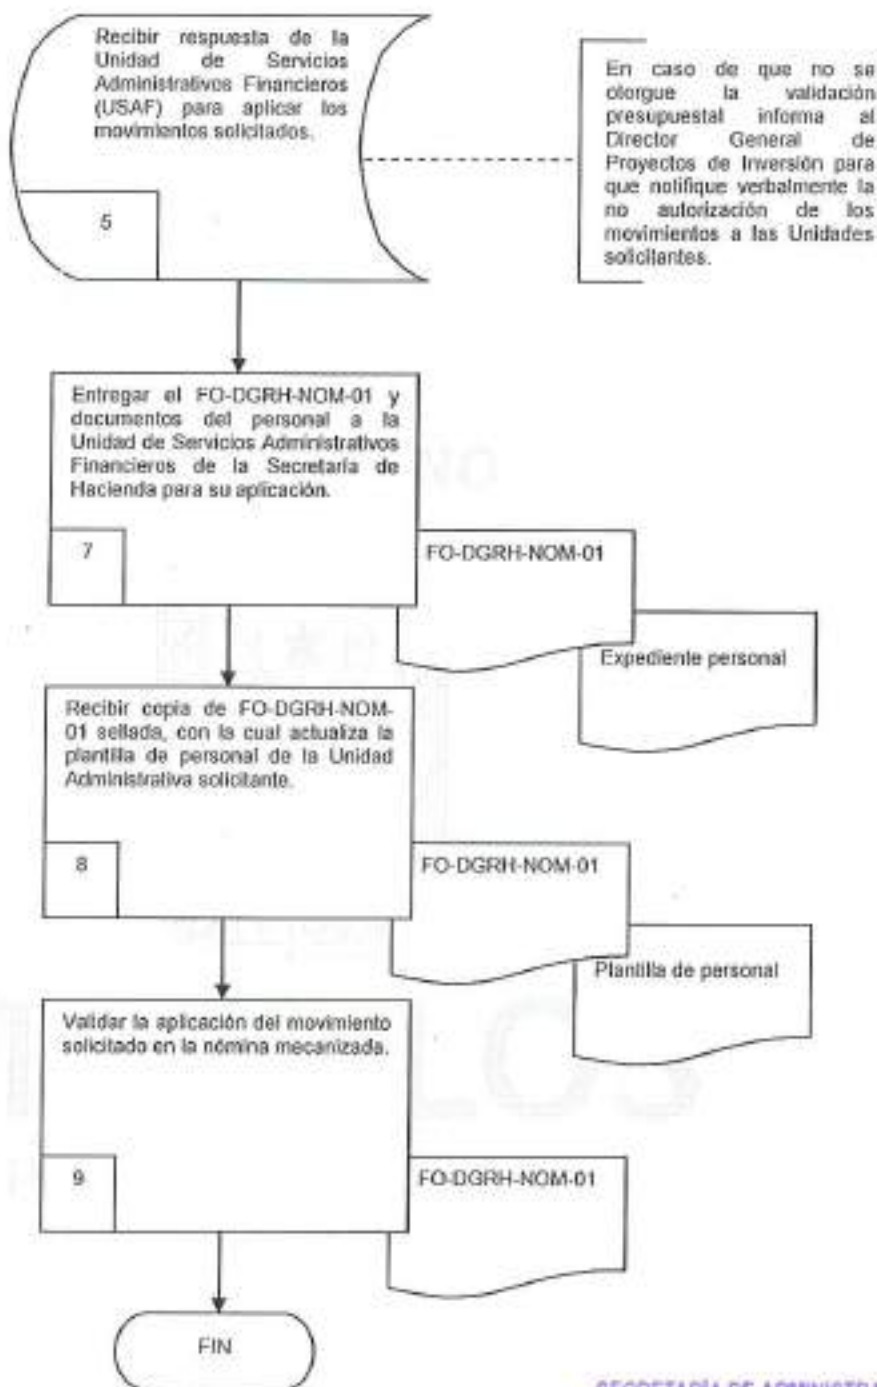 Recibir respuesta de la
Unidad de Servicios
Administrativos Financieros
(USAF) para aplicar los
movimientos solicitados.
5
En caso de que no se
otorgue la validación
presupuestal informa al
Director General de
Proyectos de Inversión para
que notifique verbalmente la
no autorización de los
movimientos a las Unidades
solicitantes.
Entregar el FO-DGRH-NOM-01 y
documentos del personal a la
Unidad de Servicios Administrativos
Financieros de la Secretaría de
Hacienda para su aplicación.
7
FO-DGRH-NOM-01
Expediente personal
Recibir copia de FO-DGRH-NOM-
01 sellada, con la cual actualiza la
plantilla de personal de la Unidad
Administrativa solicitante.
8
FO-DGRH-NOM-01
Plantilla de personal
Validar la aplicación del movimiento
solicitado en la nómina mecanizada.
9
FO-DGRH-NOM-01
FIN